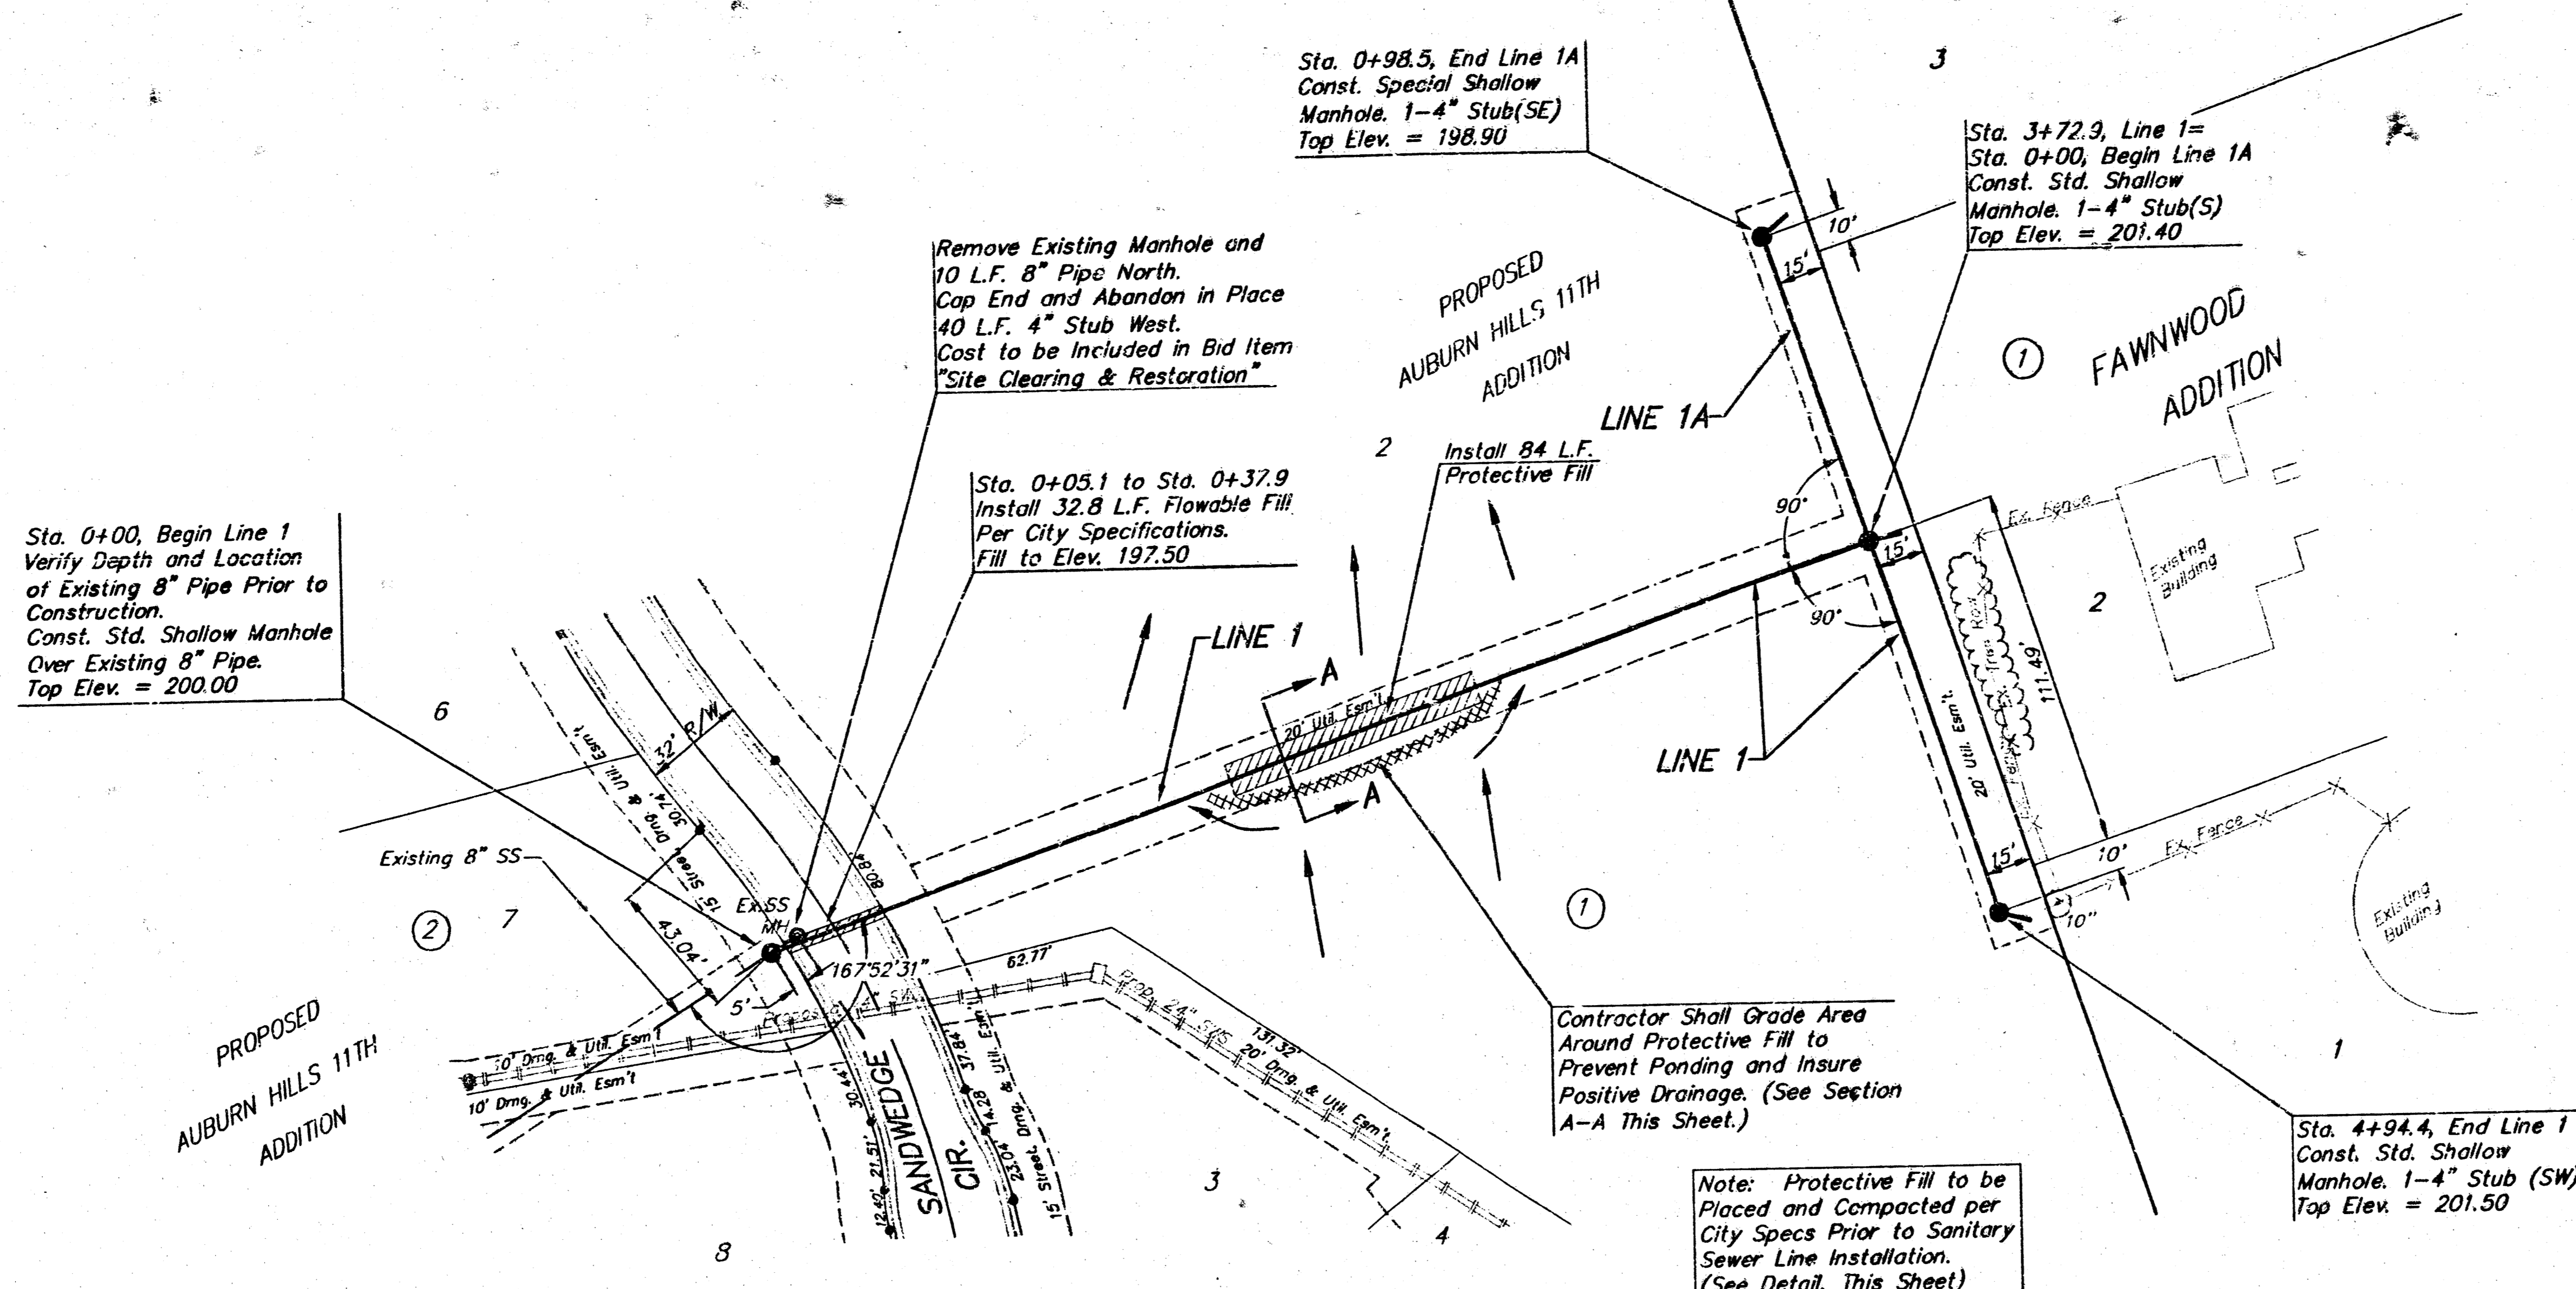 Sta. 0+98.5, End Line 1A
Const. Special Shallow
Manhole. 1-4" Stub(SE)
Top Elev. = 198.90
3
Sta. 3+72.9, Line 1=
Sta. 0+00, Begin Line 1A
Const. Std. Shallow
Manhole. 1-4" Stub(S)
Top Elev. = 201.40
Remove Existing Manhole and
10 L.F. 8" Pipe North.
Cap End and Abandon in Place
40 L.F. 4" Stub West.
Cost to be Included in Bid Item
"Site Clearing & Restoration"
10'
15'
PROPOSED
AUBURN HILLS 11TH
ADDITION
1
FAWNWOOD
ADDITION
LINE 1A
2
Install 84 L.F.
Protective Fill
Sta. 0+05.1 to Sta. 0+37.9
Install 32.8 L.F. Flowable Fill
Per City Specifications.
Fill to Elev. 197.50
90°
15'
Ex. Fence
Existing
Building
2
90°
Sta. 0+00, Begin Line 1
Verify Depth and Location
of Existing 8" Pipe Prior to
Construction.
Const. Std. Shallow Manhole
Over Existing 8" Pipe.
Top Elev. = 200.00
LINE 1
A
20' Util. Esm't
A
LINE 1
20' Util. Esm't.
111.49'
6
32' R/W
15' Street Drng & Util. Esm't
30.74'
80.84'
Existing 8" SS
Ex.SS
MH
2
7
43.04'
167°52'31"
5'
62.77'
15'
10'
Ex. Fence
10"
Existing
Building
1
PROPOSED
AUBURN HILLS 11TH
ADDITION
10' Drng. & Util. Esm't
10' Drng. & Util. Esm't
Prop. 24" SWS
131.32'
20' Drng. & Util. Esm't.
30.44'
37.84'
14.28
23.04'
21.51'
12.40'
15' Street, Drng. & Util. Esm't
SANDWEDGE
CIR.
8
3
4
Contractor Shall Grade Area
Around Protective Fill to
Prevent Ponding and Insure
Positive Drainage. (See Section
A-A This Sheet.)
1
Sta. 4+94.4, End Line 1
Const. Std. Shallow
Manhole. 1-4" Stub (SW)
Top Elev. = 201.50
Note: Protective Fill to be
Placed and Compacted per
City Specs Prior to Sanitary
Sewer Line Installation.
(See Detail, This Sheet)